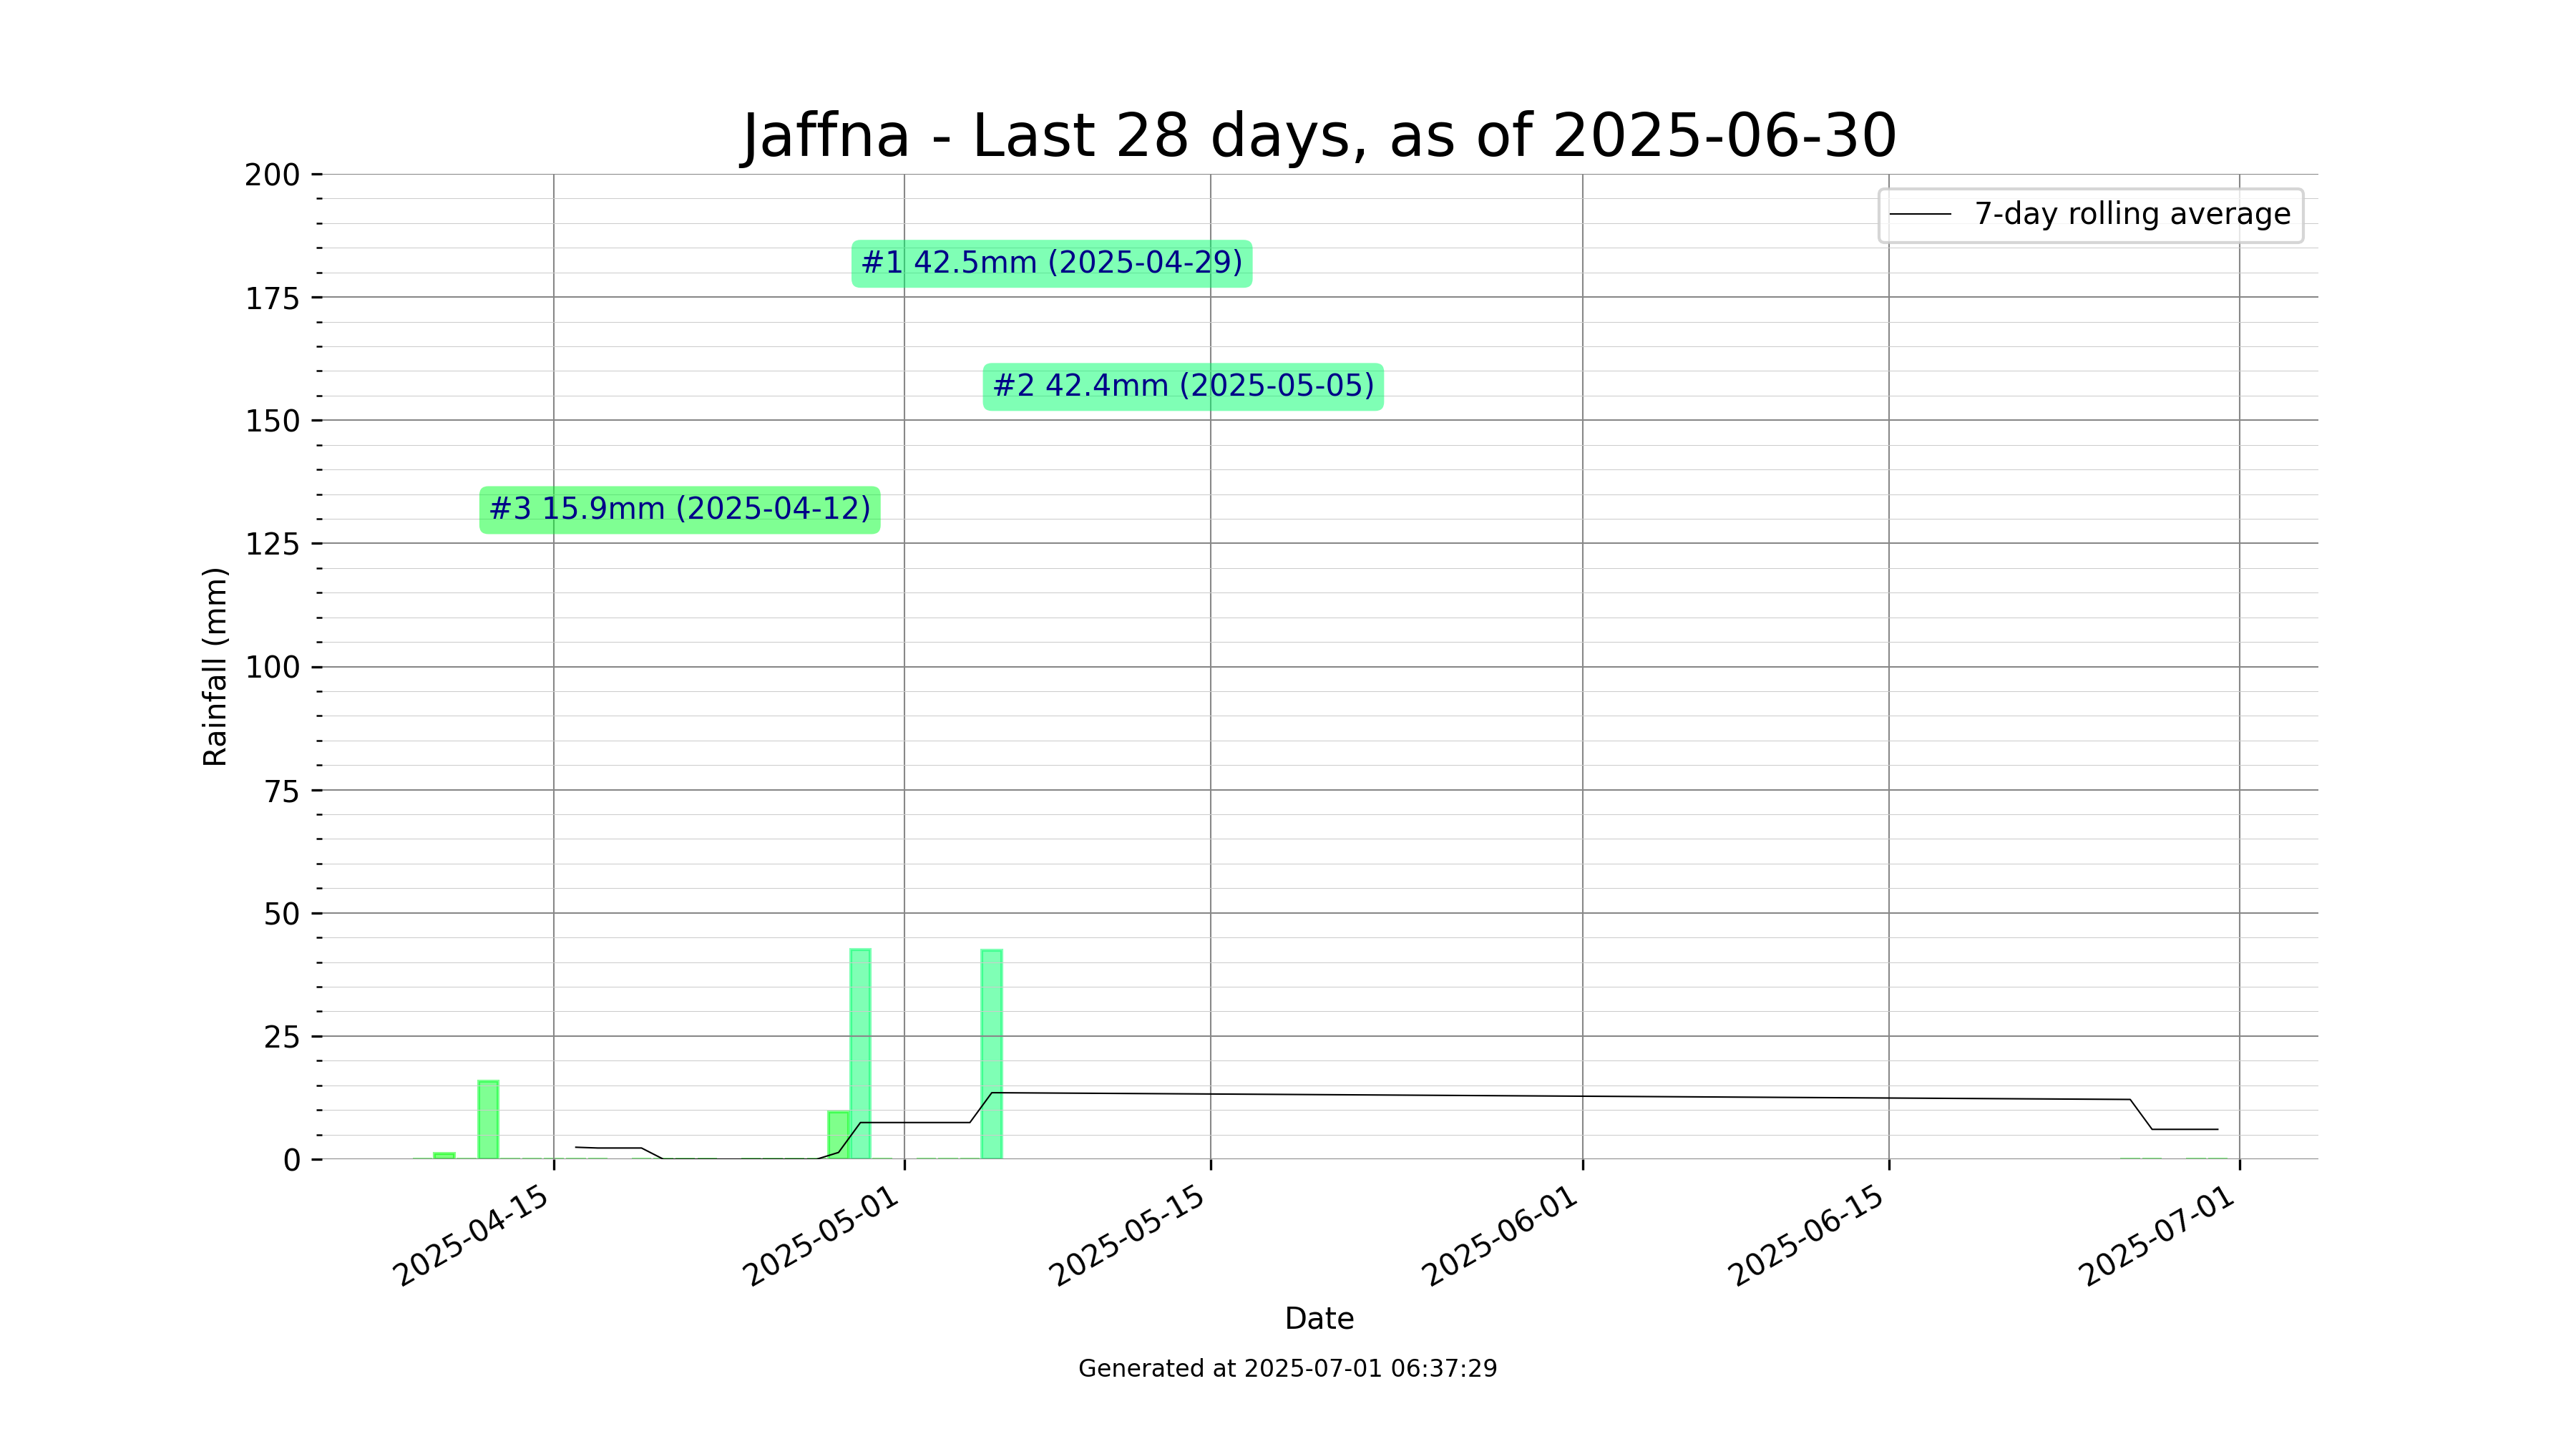 Jaffna - Last 28 days, as of 2025-06-30
200
175
150
125
100
75
50
25
0
Rainfall (mm)
7-day rolling average
#1 42.5mm (2025-04-29)
#2 42.4mm (2025-05-05)
#3 15.9mm (2025-04-12)
2025-04-15
2025-05-01
2025-05-15
2025-06-01
2025-06-15
2025-07-01
Date
Generated at 2025-07-01 06:37:29